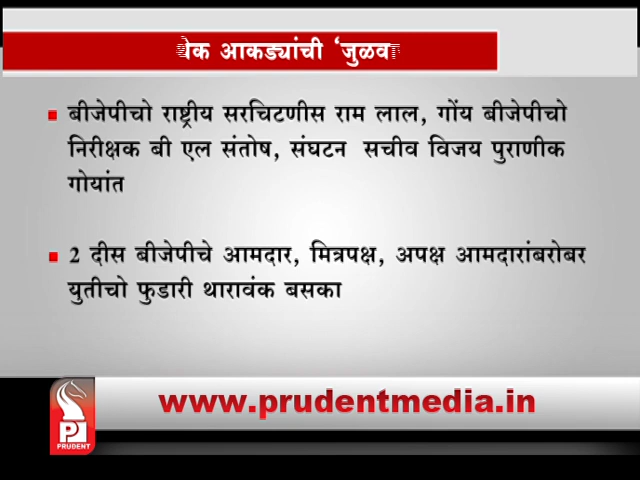 आकड्यांची
बीजेपीचो राष्ट्रीय सरचिटणीस राम लाल, गोंय बीजेपीचो
निरीक्षक बी एल संतोष, संघटन सचीव विजय पुराणीक
गोयांत
2 दीस बीजेपीचे आमदार, मित्रपक्ष, अपक्ष आमदारांबरोबर
युतीचो फुडारी थारावंक बसका
www.prudentmedia.in
PRUDENT